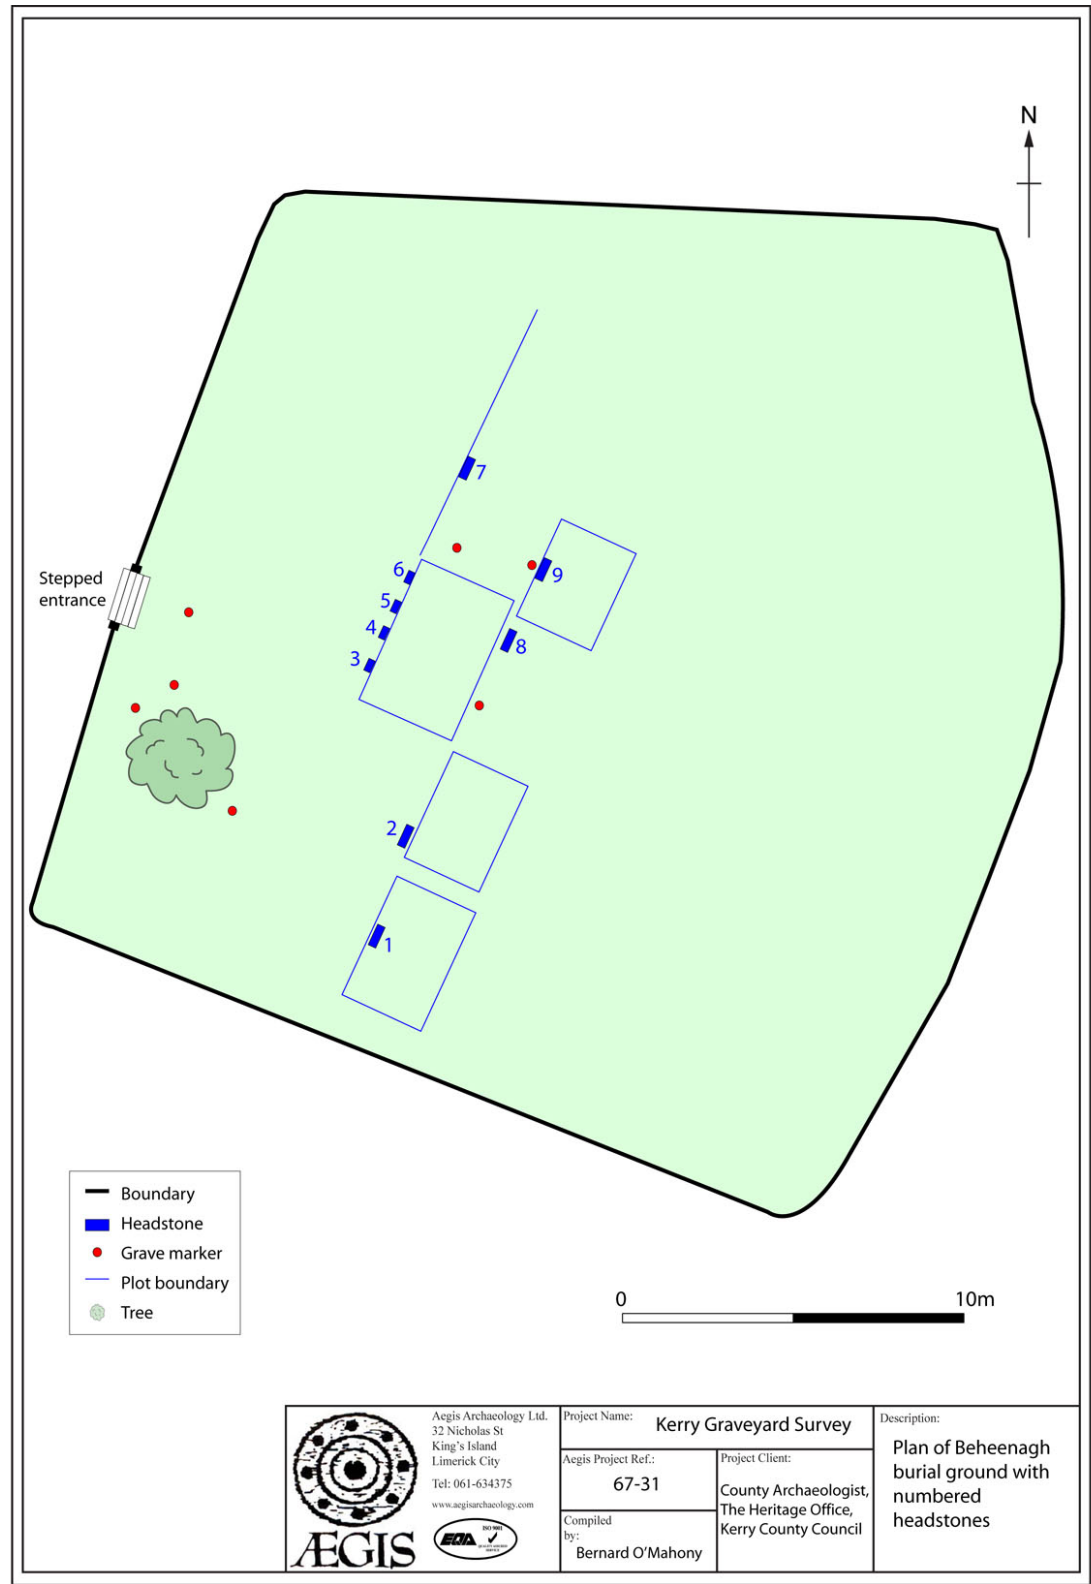 N
7
6
9
5
4
8
3
2
1
Stepped
entrance
Boundary
Headstone
Grave marker
Plot boundary
Tree
0 10m
ÆGIS
Aegis Archaeology Ltd.
32 Nicholas St
King's Island
Limerick City
Tel: 061-634375
www.aegisarchaeology.com
EQA
ISO 9001
Project Name: Kerry Graveyard Survey
Aegis Project Ref.:
67-31
Compiled
by:
Bernard O'Mahony
Project Client:
County Archaeologist,
The Heritage Office,
Kerry County Council
Description:
Plan of Beheenagh
burial ground with
numbered
headstones